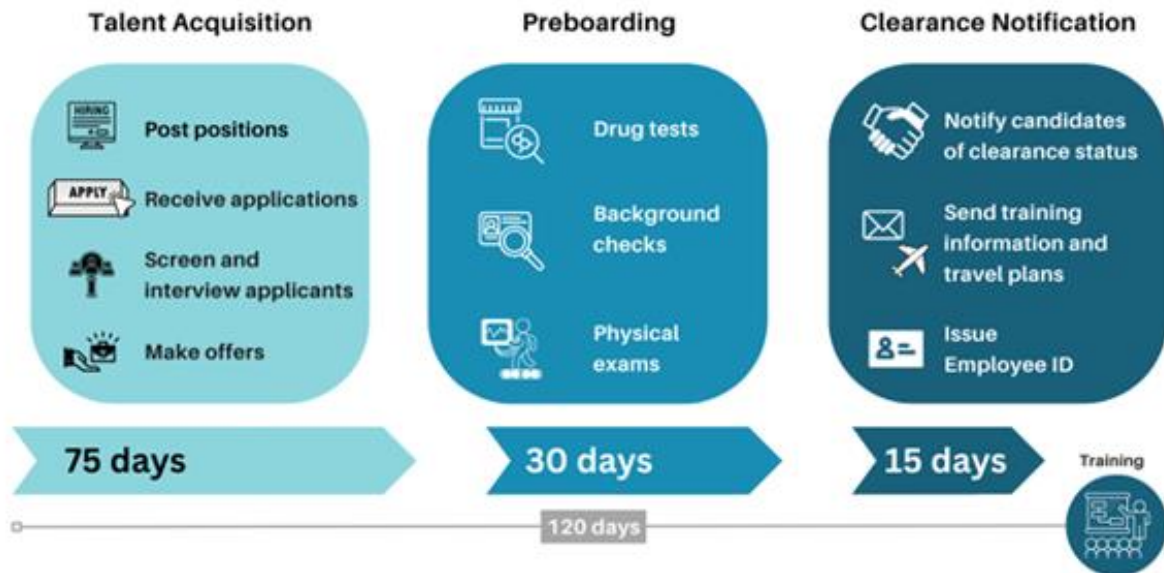 Talent Acquisition
Preboarding
Clearance Notification
HIRING
Post positions
APPLY
Receive applications
Screen and
interview applicants
Make offers
Drug tests
Background
checks
Physical
exams
Notify candidates
of clearance status
Send training
information and
travel plans
Issue
Employee ID
75 days
30 days
15 days
Training
120 days